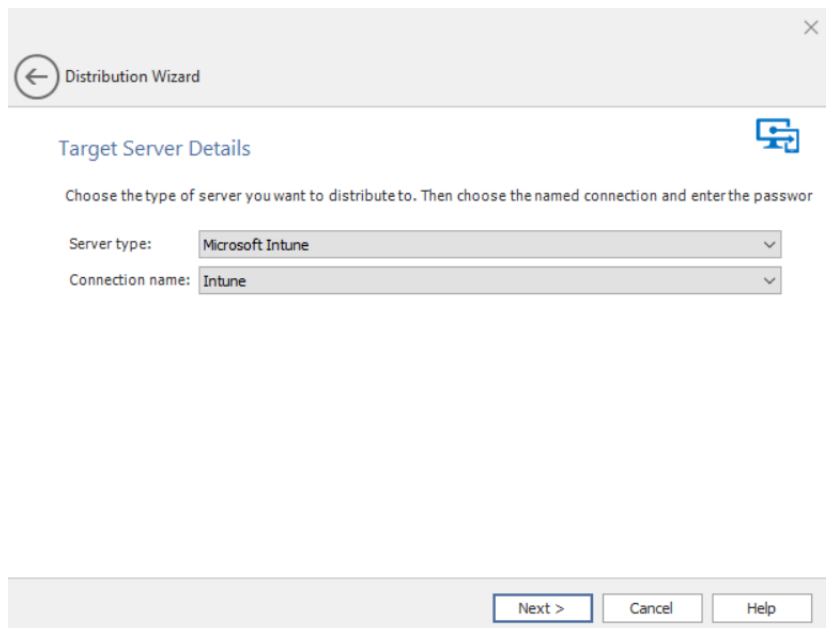 Distribution Wizard
Target Server Details
Choose the type of server you want to distribute to. Then choose the named connection and enter the passwor
Server type: Microsoft Intune
Connection name: Intune
Next > Cancel Help